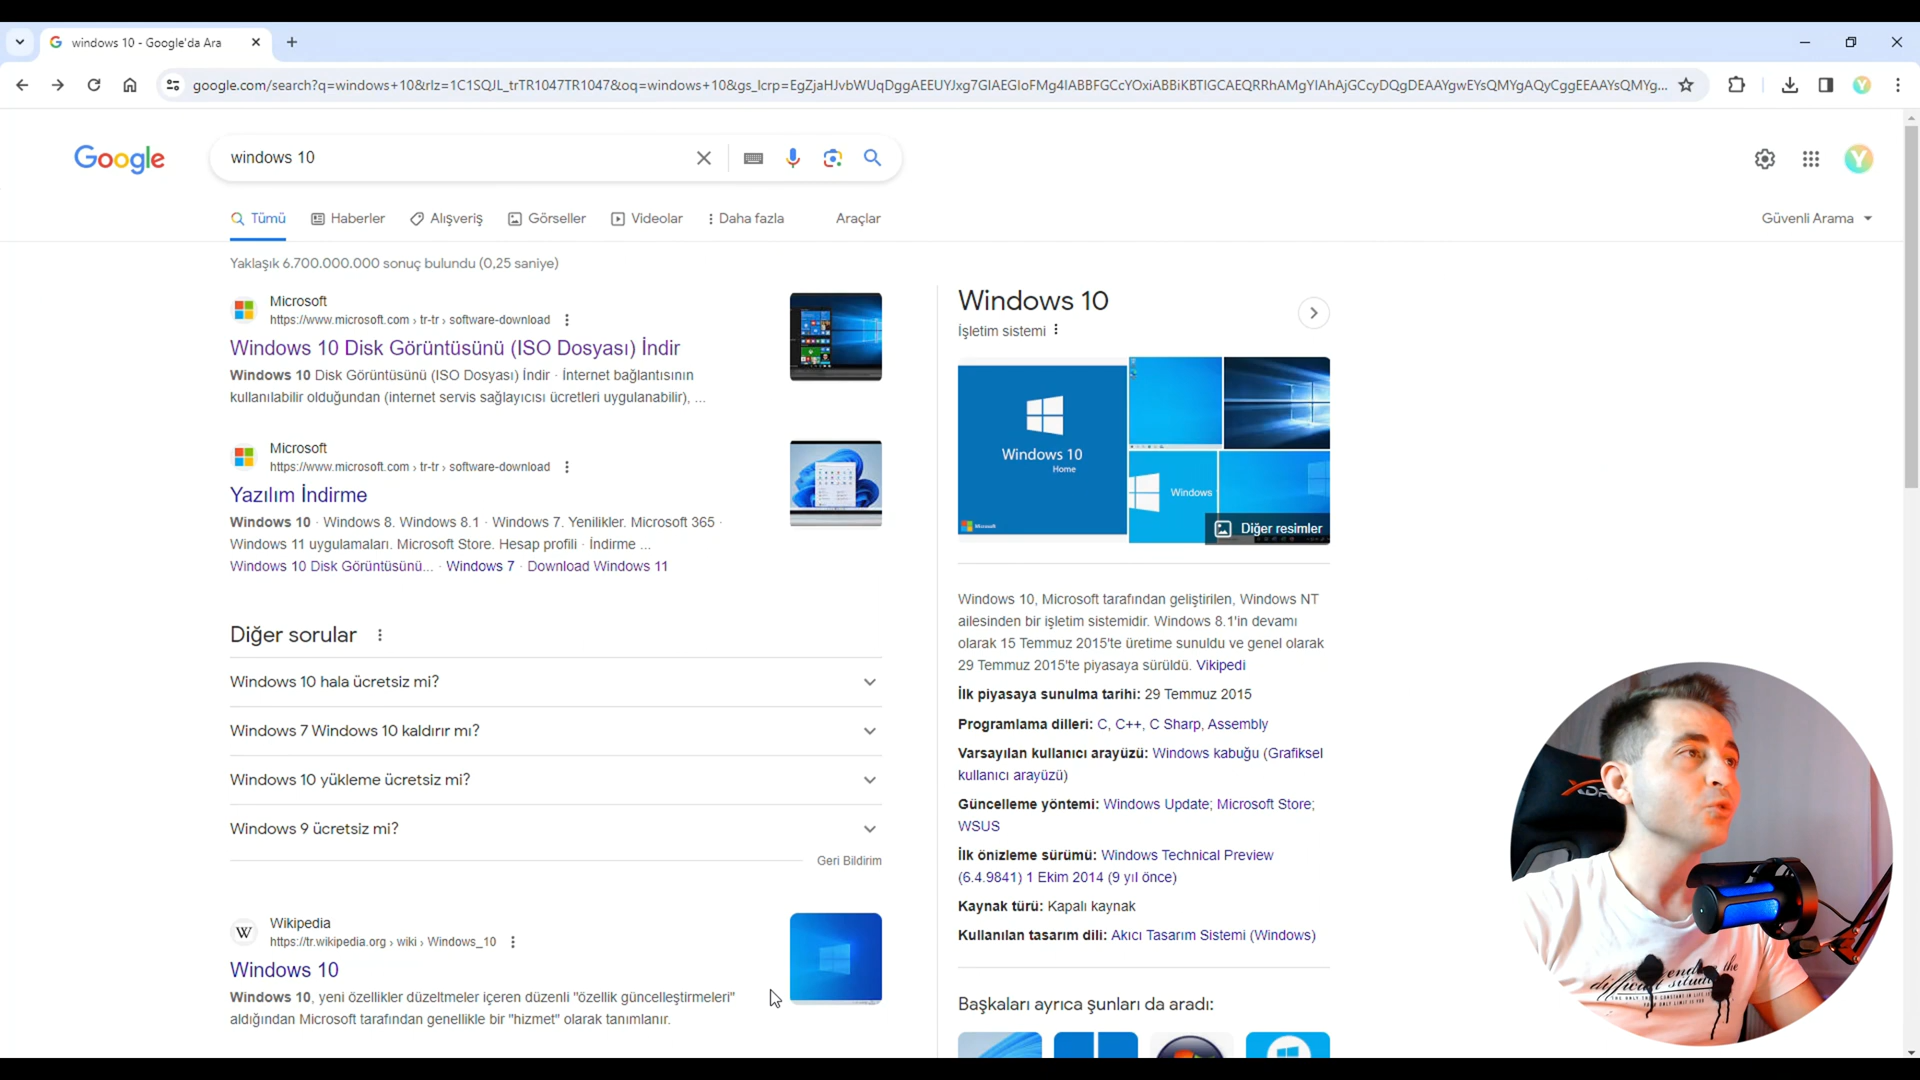 windows 10 - Google'da Ara
google.com/search?q=windows+10&rlz=1C1SQJL_trTR1047TR1047&oq=windows+10&gs_lcrp=EgZjaHJvbWUqDggAEEUYJxg7GIAEGIoFMg4IABBFGCcYOxiABBiKBTIGCAEQRRhAMgYIAhAjGCcyDQgDEAAYgwEYsQMYgAQyCggEEAAYsQMYg...
Google
windows 10
Y
Tümü Haberler Alışveriş Görseller Videolar Daha fazla Araçlar Güvenli Arama
Yaklaşık 6.700.000.000 sonuç bulundu (0,25 saniye)
Microsoft
https://www.microsoft.com › tr-tr › software-download
Windows 10 Disk Görüntüsünü (ISO Dosyası) İndir
Windows 10 Disk Görüntüsünü (ISO Dosyası) İndir · İnternet bağlantısının
kullanılabilir olduğundan (internet servis sağlayıcısı ücretleri uygulanabilir), ...
Microsoft
https://www.microsoft.com › tr-tr › software-download
Yazılım İndirme
Windows 10 · Windows 8. Windows 8.1 · Windows 7. Yenilikler. Microsoft 365 ·
Windows 11 uygulamaları. Microsoft Store. Hesap profili · İndirme ...
Windows 10 Disk Görüntüsünü... · Windows 7 · Download Windows 11
Diğer sorular
Windows 10 hala ücretsiz mi?
Windows 7 Windows 10 kaldırır mı?
Windows 10 yükleme ücretsiz mi?
Windows 9 ücretsiz mi?
Geri Bildirim
Wikipedia
W
https://tr.wikipedia.org › wiki › Windows_10
Windows 10
Windows 10, yeni özellikler düzeltmeler içeren düzenli "özellik güncelleştirmeleri"
aldığından Microsoft tarafından genellikle bir "hizmet" olarak tanımlanır.
Windows 10
İşletim sistemi
Windows 10
Home
Microsoft
Windows
Diğer resimler
Windows 10, Microsoft tarafından geliştirilen, Windows NT
ailesinden bir işletim sistemidir. Windows 8.1'in devamı
olarak 15 Temmuz 2015'te üretime sunuldu ve genel olarak
29 Temmuz 2015'te piyasaya sürüldü. Vikipedi
İlk piyasaya sunulma tarihi: 29 Temmuz 2015
Programlama dilleri: C, C++, C Sharp, Assembly
Varsayılan kullanıcı arayüzü: Windows kabuğu (Grafiksel
kullanıcı arayüzü)
Güncelleme yöntemi: Windows Update; Microsoft Store;
WSUS
İlk önizleme sürümü: Windows Technical Preview
(6.4.9841) 1 Ekim 2014 (9 yıl önce)
Kaynak türü: Kapalı kaynak
Kullanılan tasarım dili: Akıcı Tasarım Sistemi (Windows)
Başkaları ayrıca şunları da aradı: